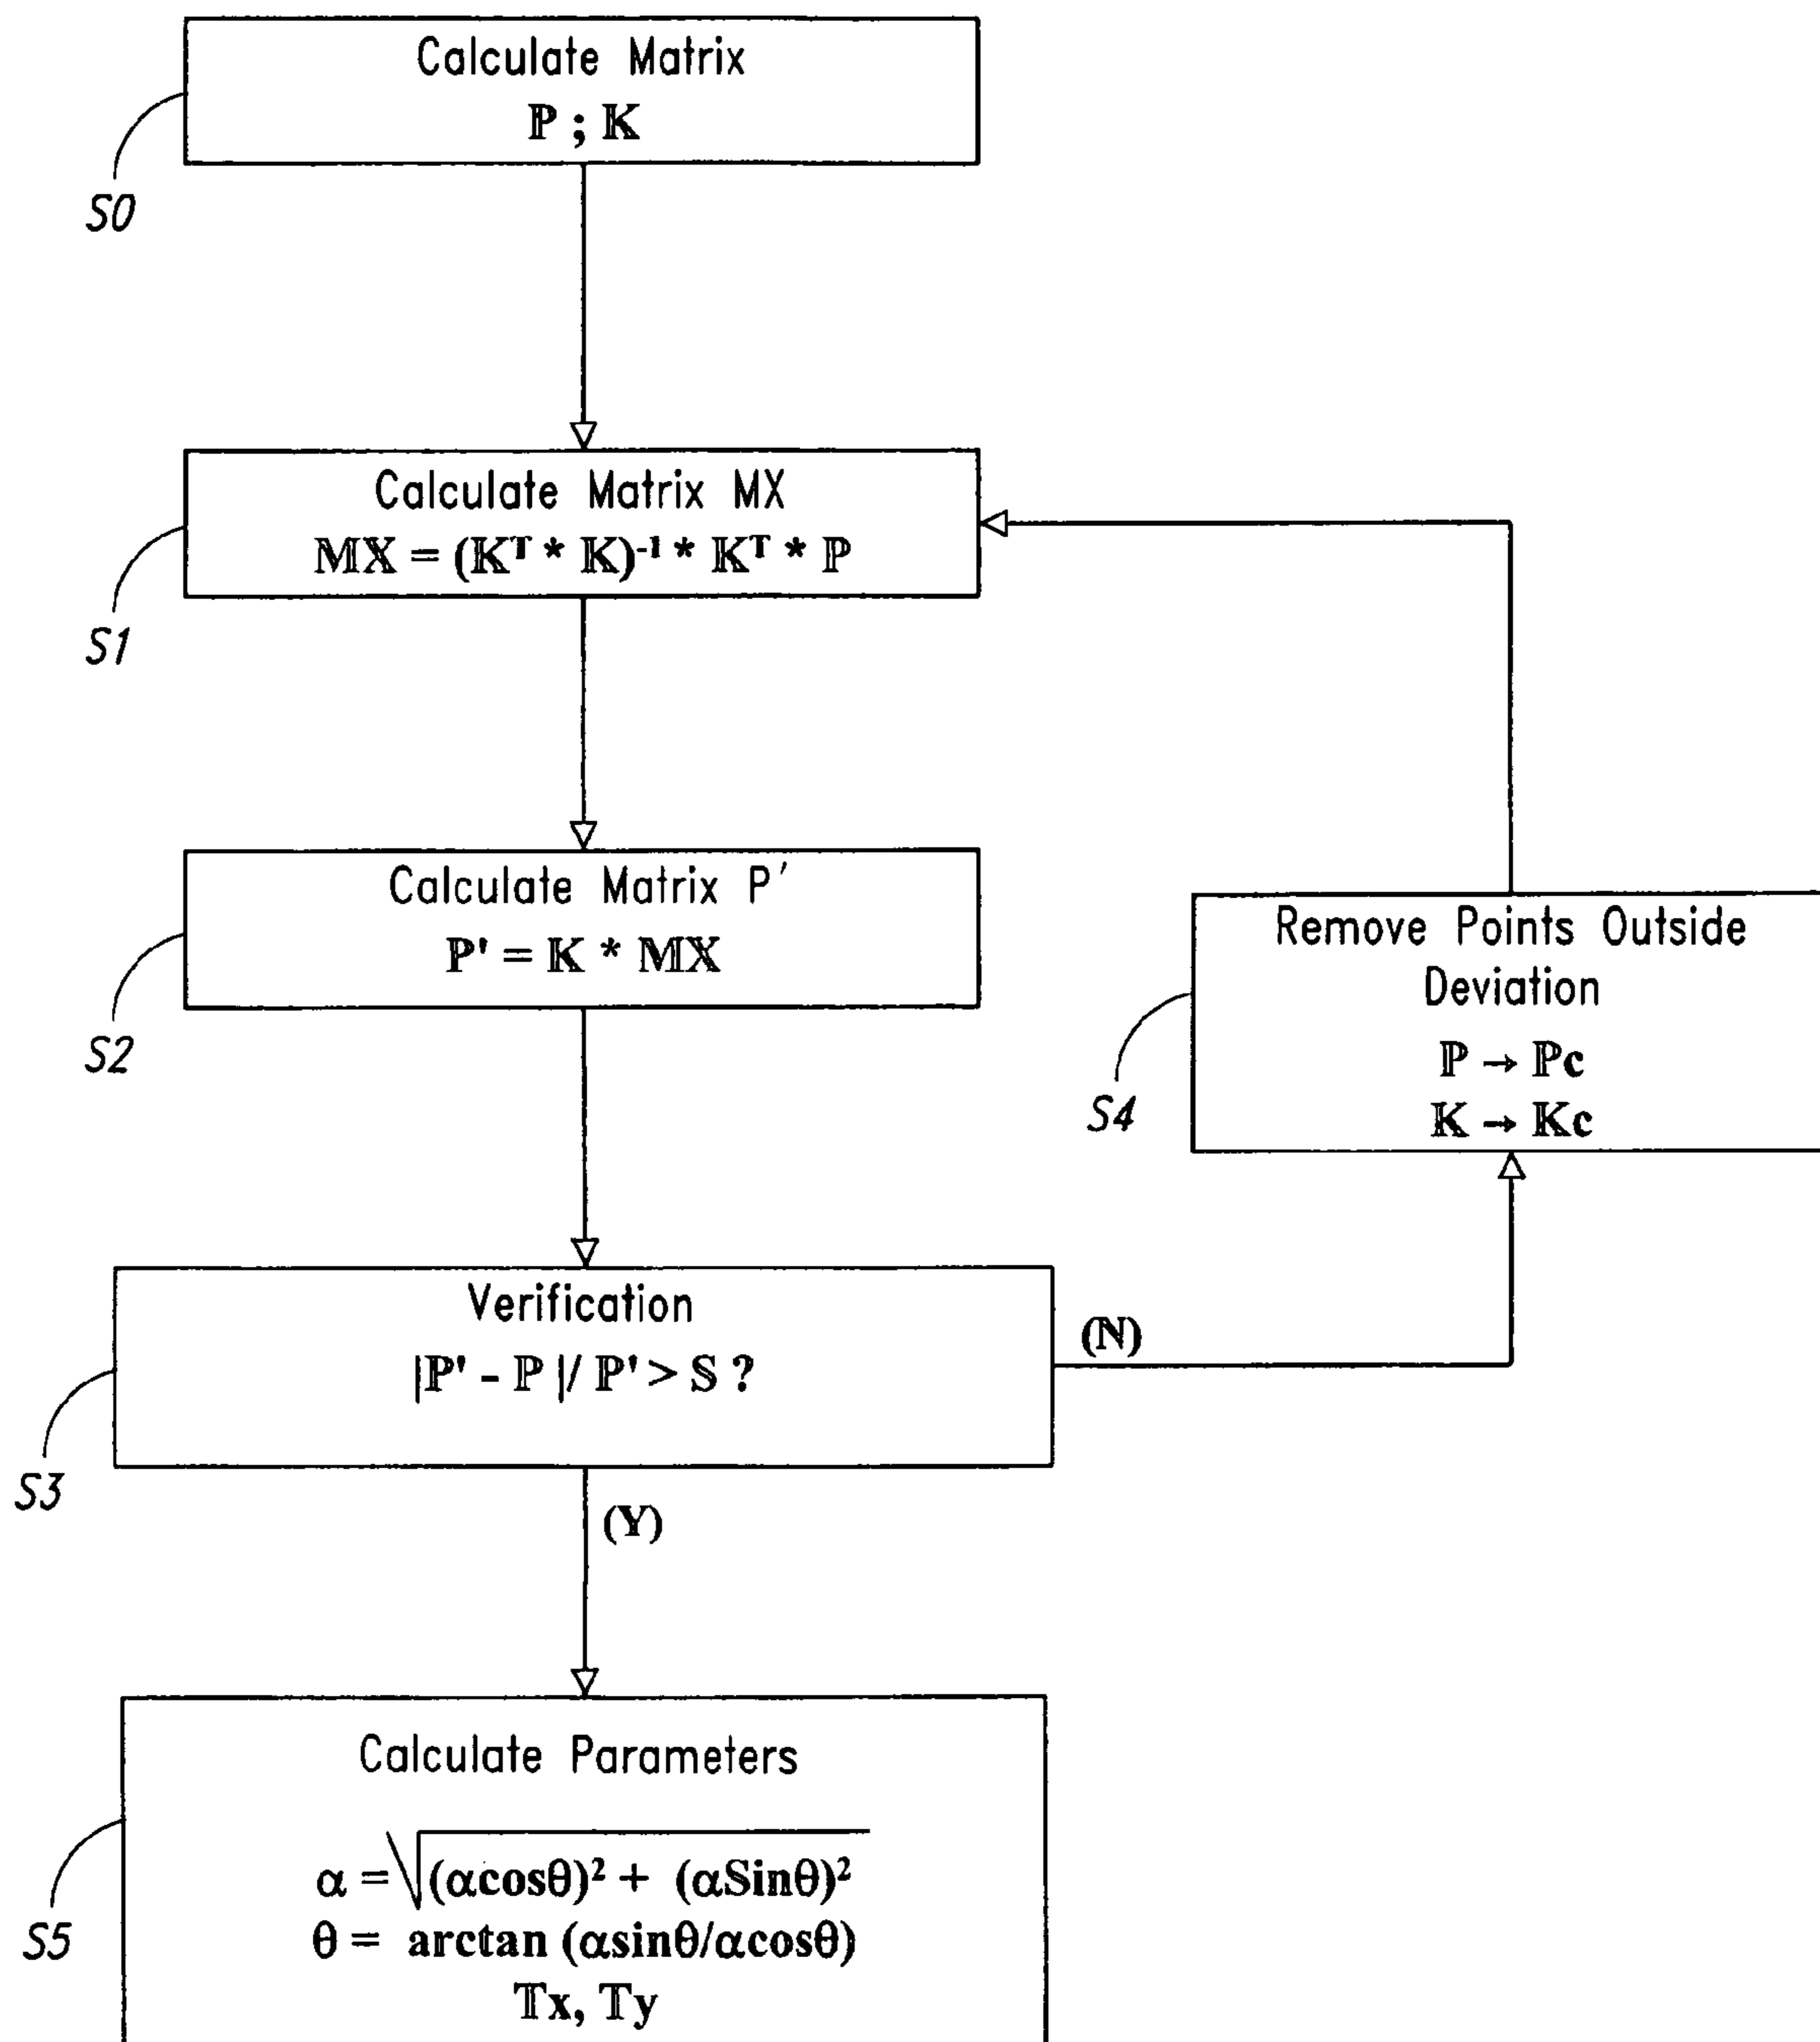 Calculate Matrix
ℙ ; 𝕂
S0
Calculate Matrix MX
𝕄𝕏 = (𝕂ᵀ * 𝕂)⁻¹ * 𝕂ᵀ * ℙ
S1
Calculate Matrix P'
ℙ' = 𝕂 * 𝕄𝕏
S2
Remove Points Outside
Deviation
ℙ → ℙc
𝕂 → 𝕂c
S4
Verification
|ℙ' - ℙ |/ ℙ' > 𝕊 ?
(N)
S3
(Y)
Calculate Parameters
α = √(αcosθ)² + (αSinθ)²
θ = arctan (αsinθ/αcosθ)
𝕋x, 𝕋y
S5